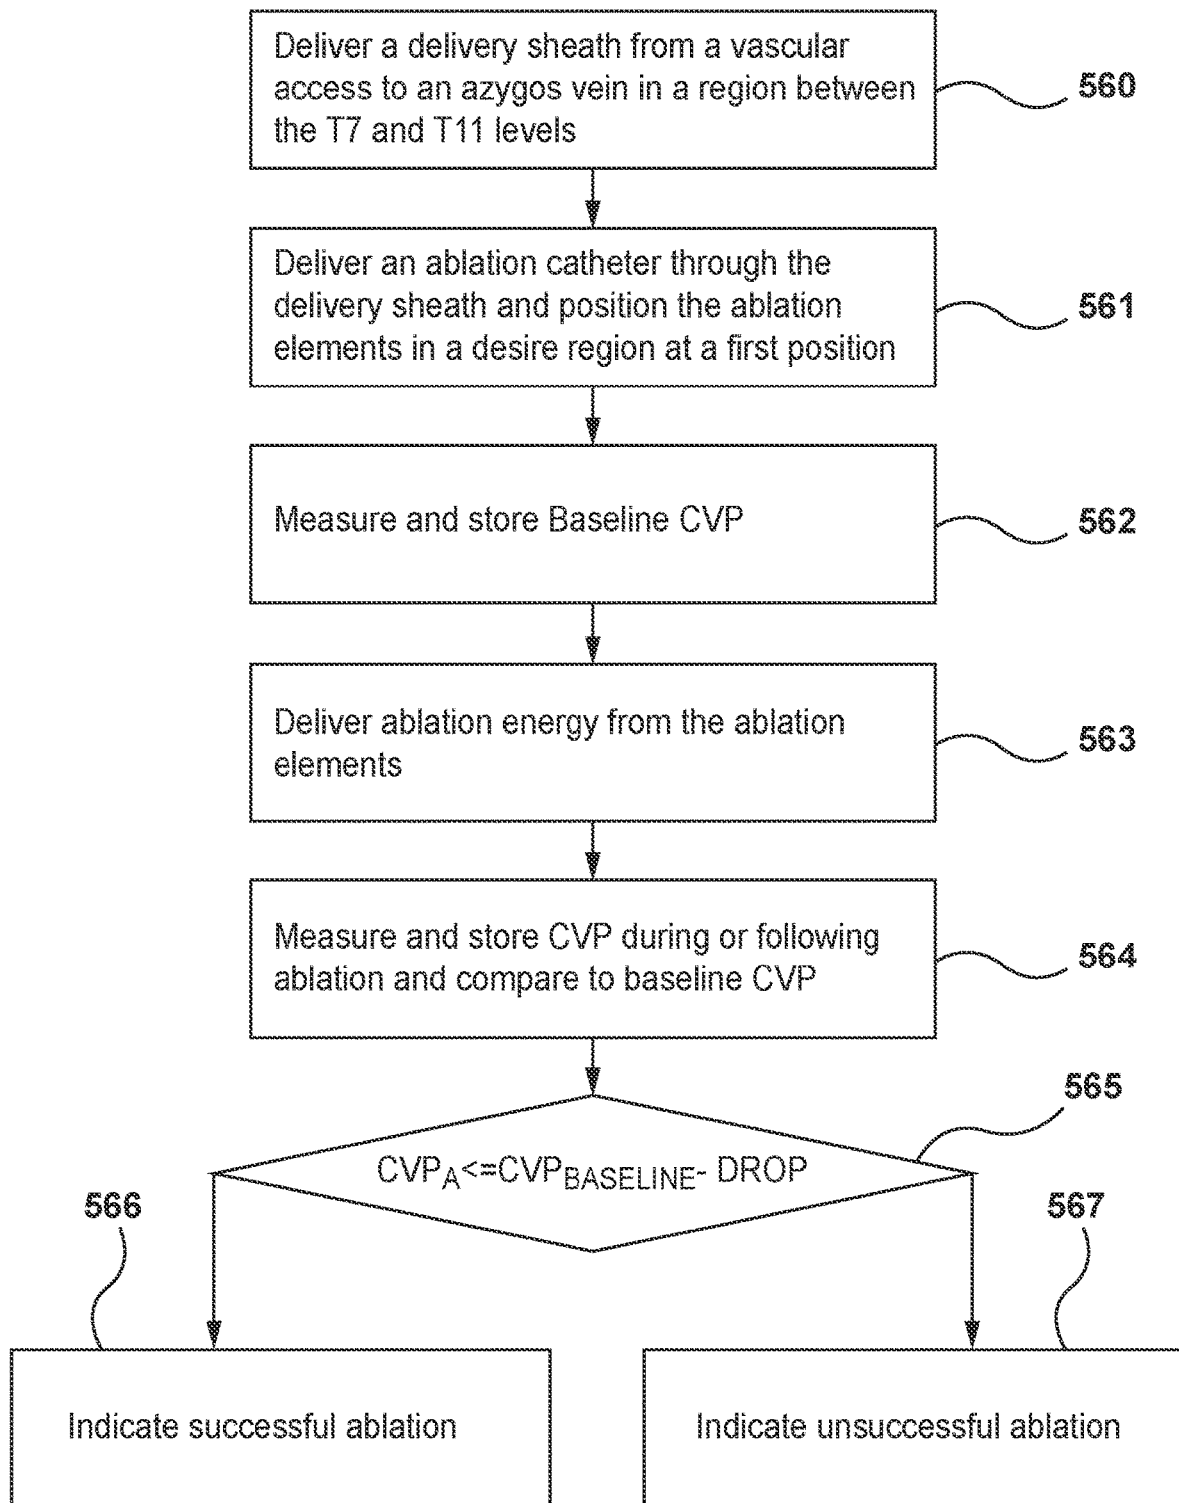 Deliver a delivery sheath from a vascular
access to an azygos vein in a region between
the T7 and T11 levels
560
Deliver an ablation catheter through the
delivery sheath and position the ablation
elements in a desire region at a first position
561
Measure and store Baseline CVP
562
Deliver ablation energy from the ablation
elements
563
Measure and store CVP during or following
ablation and compare to baseline CVP
564
565
CVPA<=CVPBASELINE- DROP
566
567
Indicate successful ablation
Indicate unsuccessful ablation